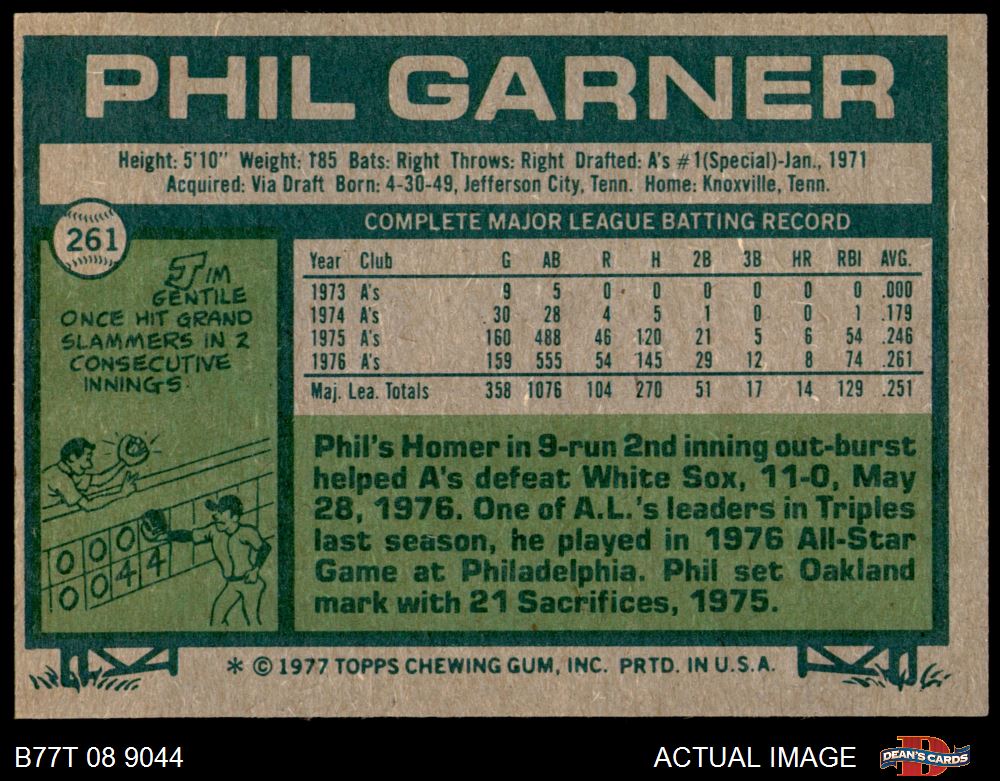 PHIL GARNER
Height: 5'10" Weight: 185 Bats: Right Throws: Right Drafted: A's #1(Special)-Jan., 1971
Acquired: Via Draft Born: 4-30-49, Jefferson City, Tenn. Home: Knoxville, Tenn.
261
COMPLETE MAJOR LEAGUE BATTING RECORD
JIM
GENTILE
ONCE HIT GRAND
SLAMMERS IN 2
CONSECUTIVE
INNINGS.
0 0 0
0 4 4
0
Year Club G AB R H 2B 3B HR RBI AVG.
1973 A's 9 5 0 0 0 0 0 0 .000
1974 A's 30 28 4 5 1 0 0 1 .179
1975 A's 160 488 46 120 21 5 6 54 .246
1976 A's 159 555 54 145 29 12 8 74 .261
Maj. Lea. Totals 358 1076 104 270 51 17 14 129 .251
Phil's Homer in 9-run 2nd inning out-burst
helped A's defeat White Sox, 11-0, May
28, 1976. One of A.L.'s leaders in Triples
last season, he played in 1976 All-Star
Game at Philadelphia. Phil set Oakland
mark with 21 Sacrifices, 1975.
* © 1977 TOPPS CHEWING GUM, INC. PRTD. IN U.S.A.
B77T 08 9044
ACTUAL IMAGE
D
DEAN'S CARDS